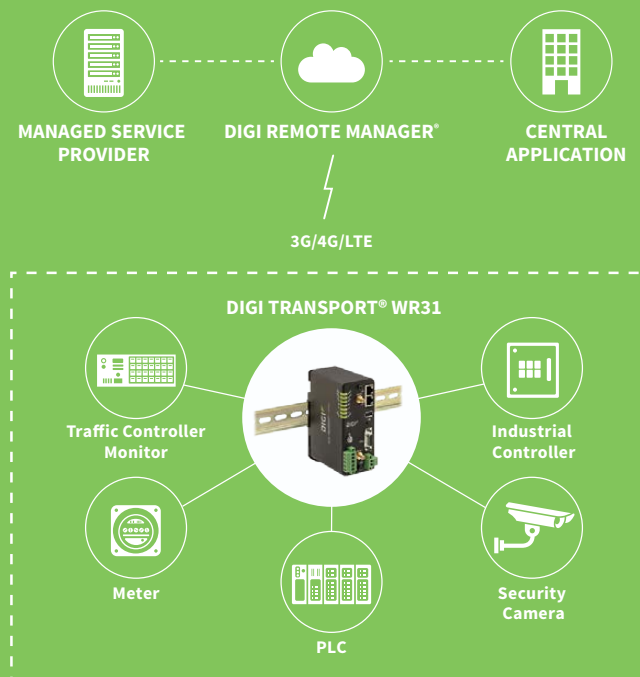 MANAGED SERVICE
PROVIDER
DIGI REMOTE MANAGER®
CENTRAL
APPLICATION
3G/4G/LTE
DIGI TRANSPORT® WR31
Traffic Controller
Monitor
Industrial
Controller
DIGI
Meter
PLC
Security
Camera